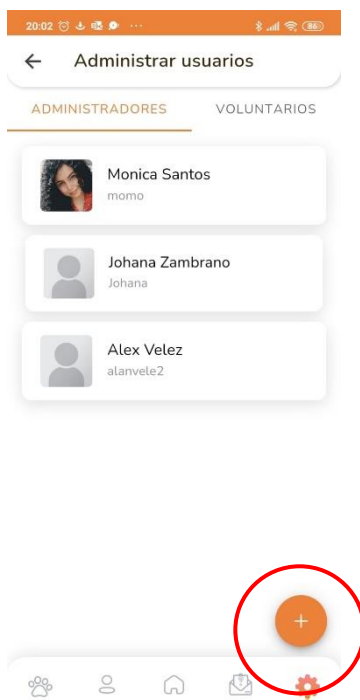 20:02
86
Administrar usuarios
ADMINISTRADORES
VOLUNTARIOS
Monica Santos
momo
Johana Zambrano
Johana
Alex Velez
alanvele2
+